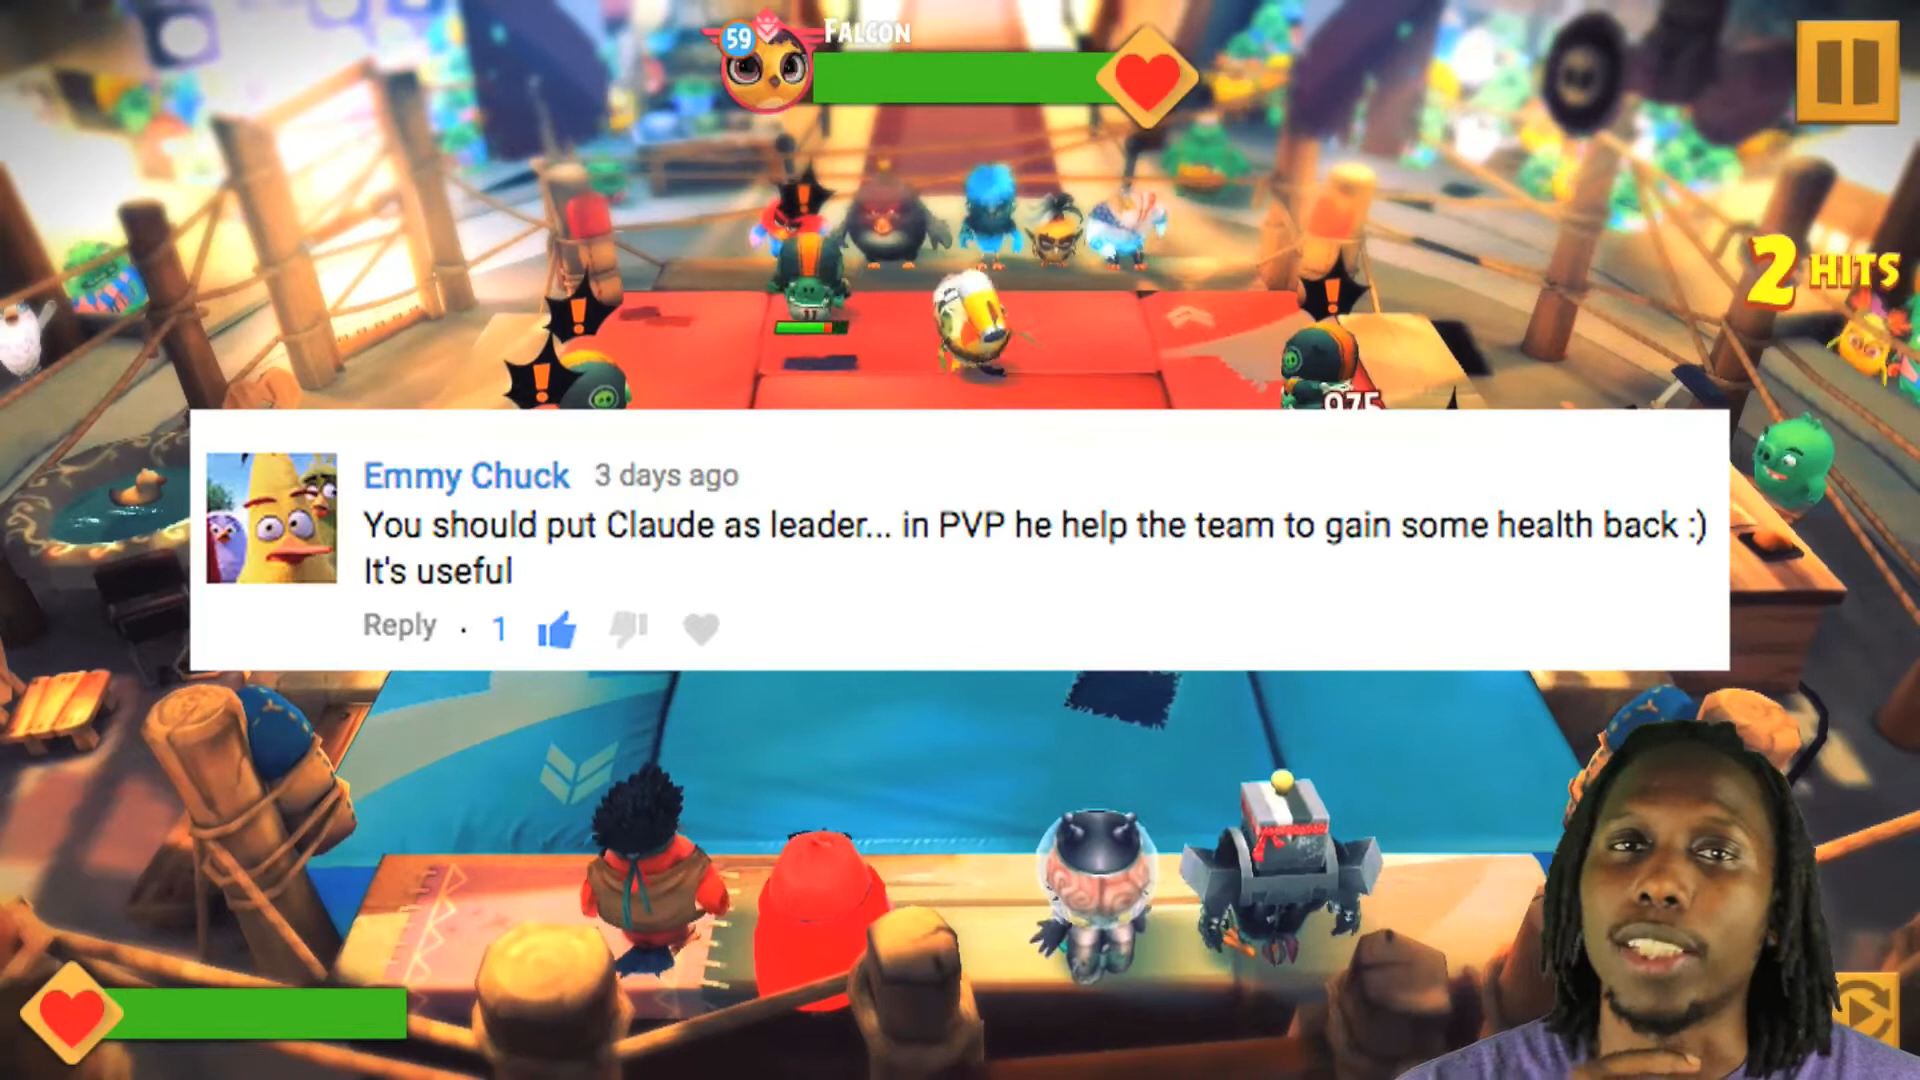 59 FALCON
2 HITS
975
Emmy Chuck 3 days ago
You should put Claude as leader... in PVP he help the team to gain some health back :)
It's useful
Reply · 1